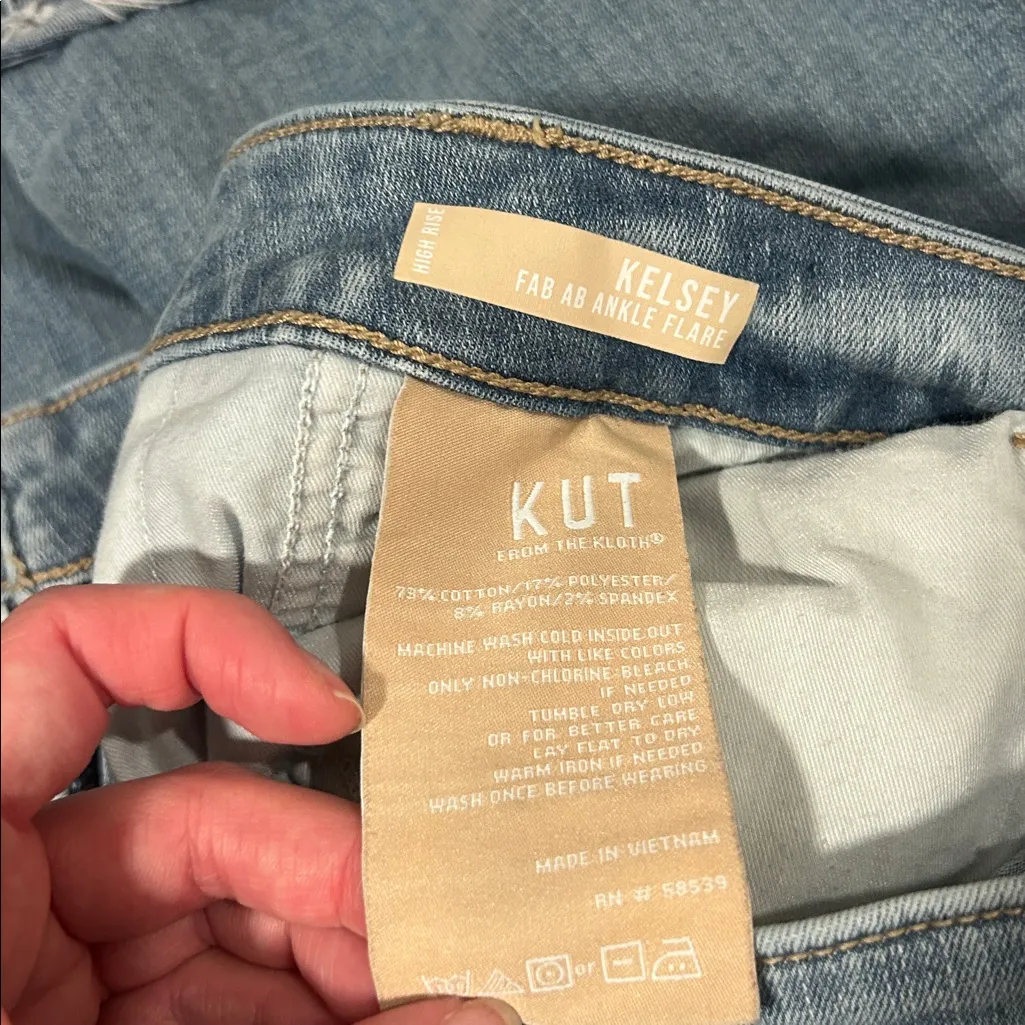 HIGH RISE
KELSEY
FAB AB ANKLE FLARE
KUT
FROM THE KLOTH®
73% COTTON/17% POLYESTER/
8% RAYON/2% SPANDEX
MACHINE WASH COLD INSIDE OUT
WITH LIKE COLORS
ONLY NON-CHLORINE BLEACH
IF NEEDED
TUMBLE DRY LOW
OR FOR BETTER CARE
LAY FLAT TO DRY
WARM IRON IF NEEDED
WASH ONCE BEFORE WEARING
MADE IN VIETNAM
RN # 58539
or